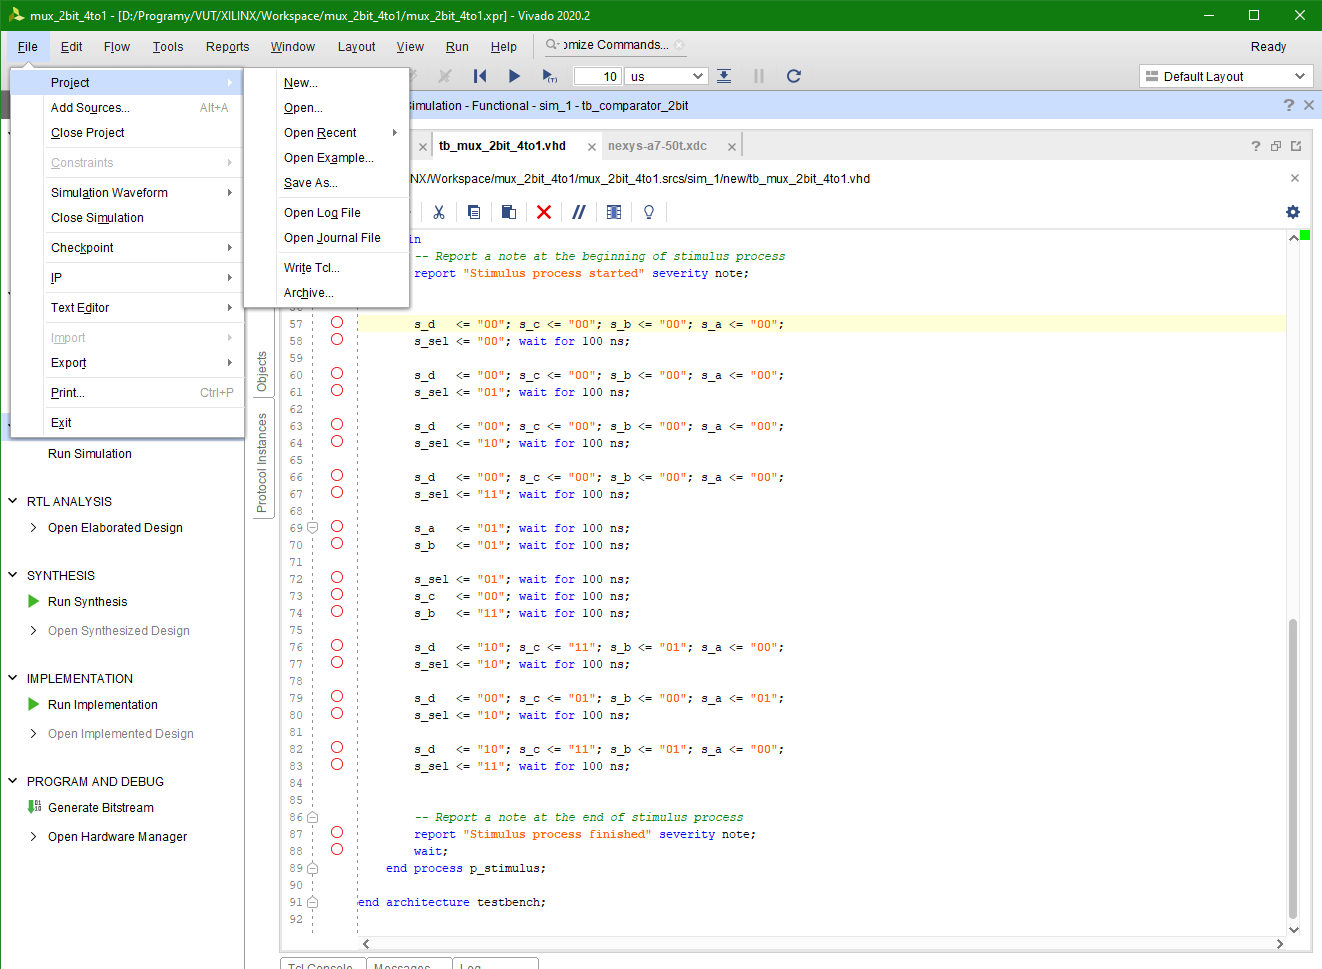 mux_2bit_4to1 - [D:/Programy/VUT/XILINX/Workspace/mux_2bit_4to1/mux_2bit_4to1.xpr] - Vivado 2020.2
File Edit Flow Tools Reports Window Layout View Run Help omize Commands... Ready
10 us Default Layout
Simulation - Functional - sim_1 - tb_comparator_2bit
Project
Add Sources... Alt+A
Close Project
Constraints
Simulation Waveform
Close Simulation
Checkpoint
IP
Text Editor
Import
Export
Print... Ctrl+P
Exit
New...
Open...
Open Recent
Open Example...
Save As...
Open Log File
Open Journal File
Write Tcl...
Archive...
Run Simulation
RTL ANALYSIS
Open Elaborated Design
SYNTHESIS
Run Synthesis
Open Synthesized Design
IMPLEMENTATION
Run Implementation
Open Implemented Design
PROGRAM AND DEBUG
Generate Bitstream
Open Hardware Manager
Objects
Protocol Instances
tb_mux_2bit_4to1.vhd nexys-a7-50t.xdc
NX/Workspace/mux_2bit_4to1/mux_2bit_4to1.srcs/sim_1/new/tb_mux_2bit_4to1.vhd
in
-- Report a note at the beginning of stimulus process
report "Stimulus process started" severity note;
57 s_d <= "00"; s_c <= "00"; s_b <= "00"; s_a <= "00";
58 s_sel <= "00"; wait for 100 ns;
59
60 s_d <= "00"; s_c <= "00"; s_b <= "00"; s_a <= "00";
61 s_sel <= "01"; wait for 100 ns;
62
63 s_d <= "00"; s_c <= "00"; s_b <= "00"; s_a <= "00";
64 s_sel <= "10"; wait for 100 ns;
65
66 s_d <= "00"; s_c <= "00"; s_b <= "00"; s_a <= "00";
67 s_sel <= "11"; wait for 100 ns;
68
69 s_a <= "01"; wait for 100 ns;
70 s_b <= "01"; wait for 100 ns;
71
72 s_sel <= "01"; wait for 100 ns;
73 s_c <= "00"; wait for 100 ns;
74 s_b <= "11"; wait for 100 ns;
75
76 s_d <= "10"; s_c <= "11"; s_b <= "01"; s_a <= "00";
77 s_sel <= "10"; wait for 100 ns;
78
79 s_d <= "00"; s_c <= "01"; s_b <= "00"; s_a <= "01";
80 s_sel <= "10"; wait for 100 ns;
81
82 s_d <= "10"; s_c <= "11"; s_b <= "01"; s_a <= "00";
83 s_sel <= "11"; wait for 100 ns;
84
85
86 -- Report a note at the end of stimulus process
87 report "Stimulus process finished" severity note;
88 wait;
89 end process p_stimulus;
90
91 end architecture testbench;
92
Tcl Console Messages Log